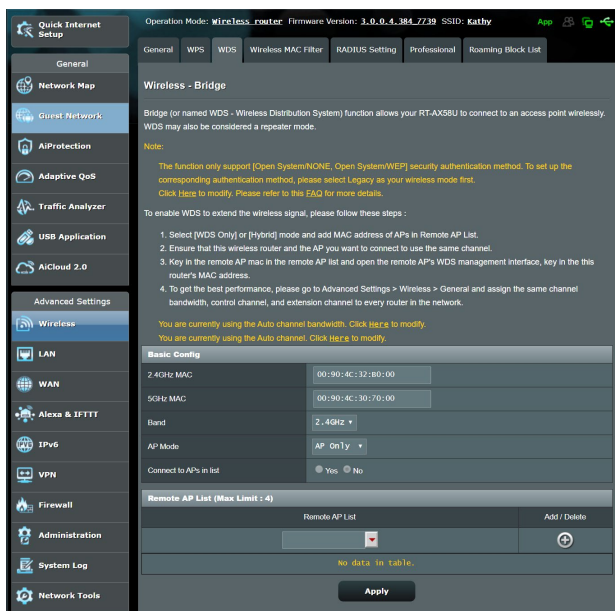 Quick Internet
Setup
General
Network Map
Guest Network
AiProtection
Adaptive QoS
Traffic Analyzer
USB Application
AiCloud 2.0
Advanced Settings
Wireless
LAN
WAN
Alexa & IFTTT
IPv6
VPN
Firewall
Administration
System Log
Network Tools
Operation Mode: Wireless router Firmware Version: 3.0.0.4.384_7739 SSID: Kathy App
General WPS WDS Wireless MAC Filter RADIUS Setting Professional Roaming Block List
Wireless - Bridge
Bridge (or named WDS - Wireless Distribution System) function allows your RT-AX58U to connect to an access point wirelessly.
WDS may also be considered a repeater mode.
Note:
The function only support [Open System/NONE, Open System/WEP] security authentication method. To set up the
corresponding authentication method, please select Legacy as your wireless mode first.
Click Here to modify. Please refer to this FAQ for more details.
To enable WDS to extend the wireless signal, please follow these steps :
1. Select [WDS Only] or [Hybrid] mode and add MAC address of APs in Remote AP List.
2. Ensure that this wireless router and the AP you want to connect to use the same channel.
3. Key in the remote AP mac in the remote AP list and open the remote AP's WDS management interface, key in the this
router's MAC address.
4. To get the best performance, please go to Advanced Settings > Wireless > General and assign the same channel
bandwidth, control channel, and extension channel to every router in the network.
You are currently using the Auto channel bandwidth. Click Here to modify.
You are currently using the Auto channel. Click Here to modify.
Basic Config
2.4GHz MAC 00:90:4C:32:B0:00
5GHz MAC 00:90:4C:30:70:00
Band 2.4GHz
AP Mode AP Only
Connect to APs in list Yes No
Remote AP List (Max Limit : 4)
Remote AP List Add / Delete
No data in table.
Apply